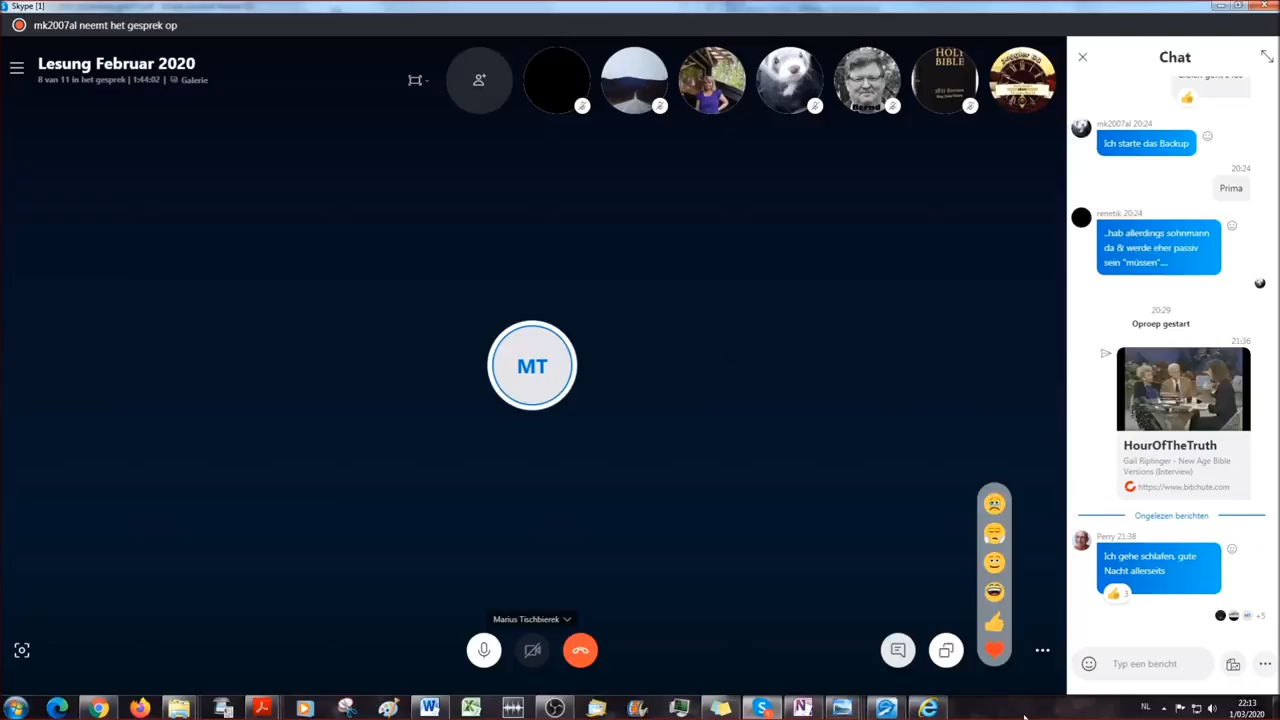 Skype [1]
mk2007al neemt het gesprek op
Lesung Februar 2020
8 van 11 in het gesprek | 1:44:02 | Galerie
Bernd
HOLY
BIBLE
MT
Marius Tischbierek
Chat
mk2007al 20:24
Ich starte das Backup
20:24
Prima
renetik 20:24
..hab allerdings sohnmann
da & werde eher passiv
sein "müssen"....
20:29
Oproep gestart
21:36
HourOfTheTruth
Gail Riplinger - New Age Bible
Versions (Interview)
https://www.bitchute.com
Ongelezen berichten
Perry 21:38
Ich gehe schlafen, gute
Nacht allerseits
3
MT
+5
Typ een bericht
NL
22:13
1/03/2020